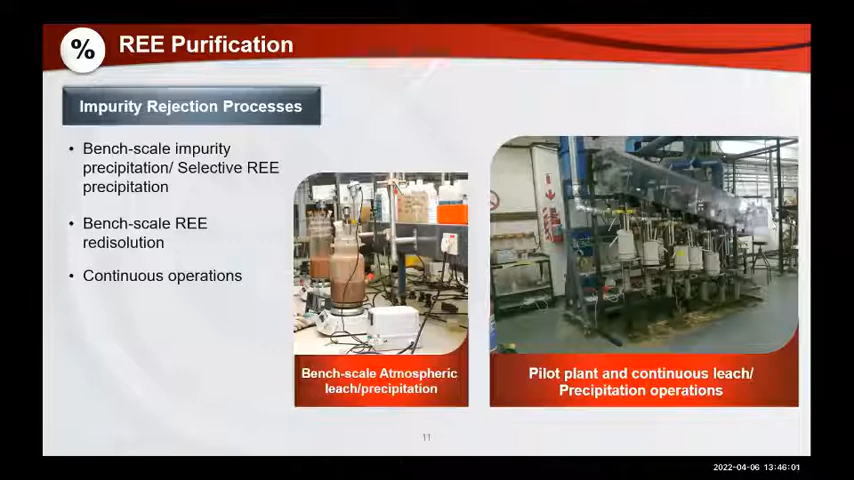 %
REE Purification
Impurity Rejection Processes
• Bench-scale impurity
precipitation/ Selective REE
precipitation
• Bench-scale REE
redisolution
• Continuous operations
Bench-scale Atmospheric
leach/precipitation
Pilot plant and continuous leach/
Precipitation operations
11
2022-04-06 13:46:01